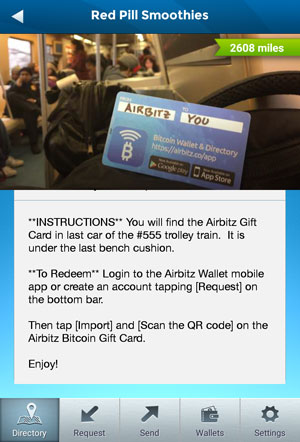 Red Pill Smoothies
2608 miles
AIRBITZ TO YOU
Bitcoin Wallet & Directory
https://airbitz.co/app
Google play
App Store
**INSTRUCTIONS** You will find the Airbitz Gift
Card in last car of the #555 trolley train.  It is
under the last bench cushion.
**To Redeem** Login to the Airbitz Wallet mobile
app or create an account tapping [Request] on
the bottom bar.
Then tap [Import] and [Scan the QR code] on the
Airbitz Bitcoin Gift Card.
Enjoy!
Directory
Request
Send
Wallets
Settings